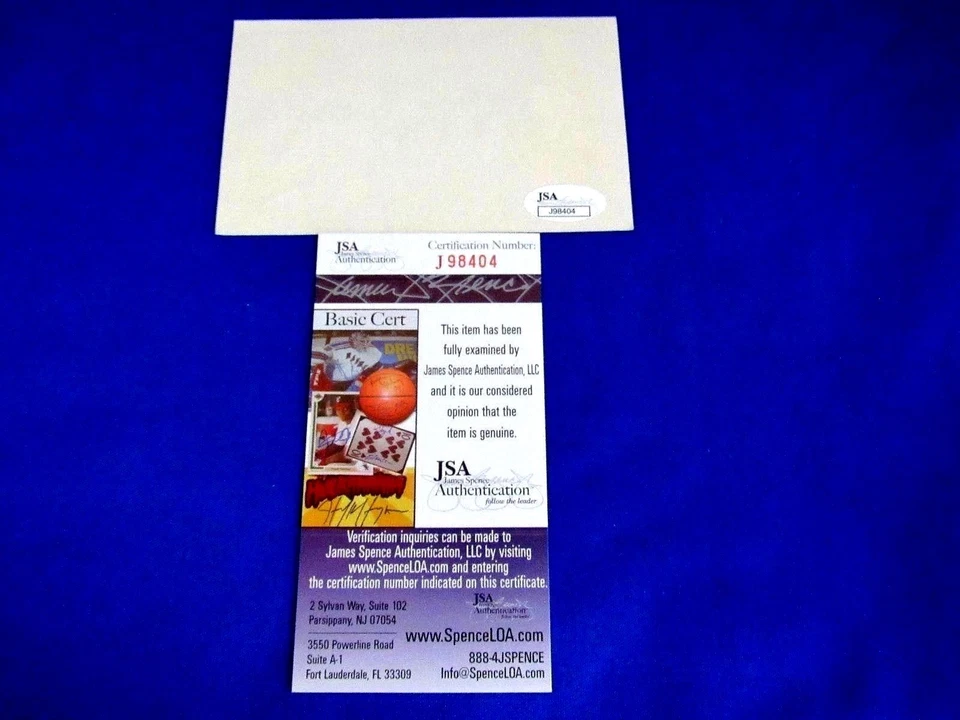 JSA
J98404
JSA
James Spence
Authentication
Certification Number:
J98404
James Spence
Basic Cert
This item has been
fully examined by
James Spence Authentication, LLC
and it is our considered
opinion that the
item is genuine.
JSA
James Spence
Authentication
follow the leader
Verification inquiries can be made to
James Spence Authentication, LLC by visiting
www.SpenceLOA.com and entering
the certification number indicated on this certificate.
2 Sylvan Way, Suite 102
Parsippany, NJ 07054
3550 Powerline Road
Suite A-1
Fort Lauderdale, FL 33309
JSA
Authentication
www.SpenceLOA.com
888-4JSPENCE
Info@SpenceLOA.com